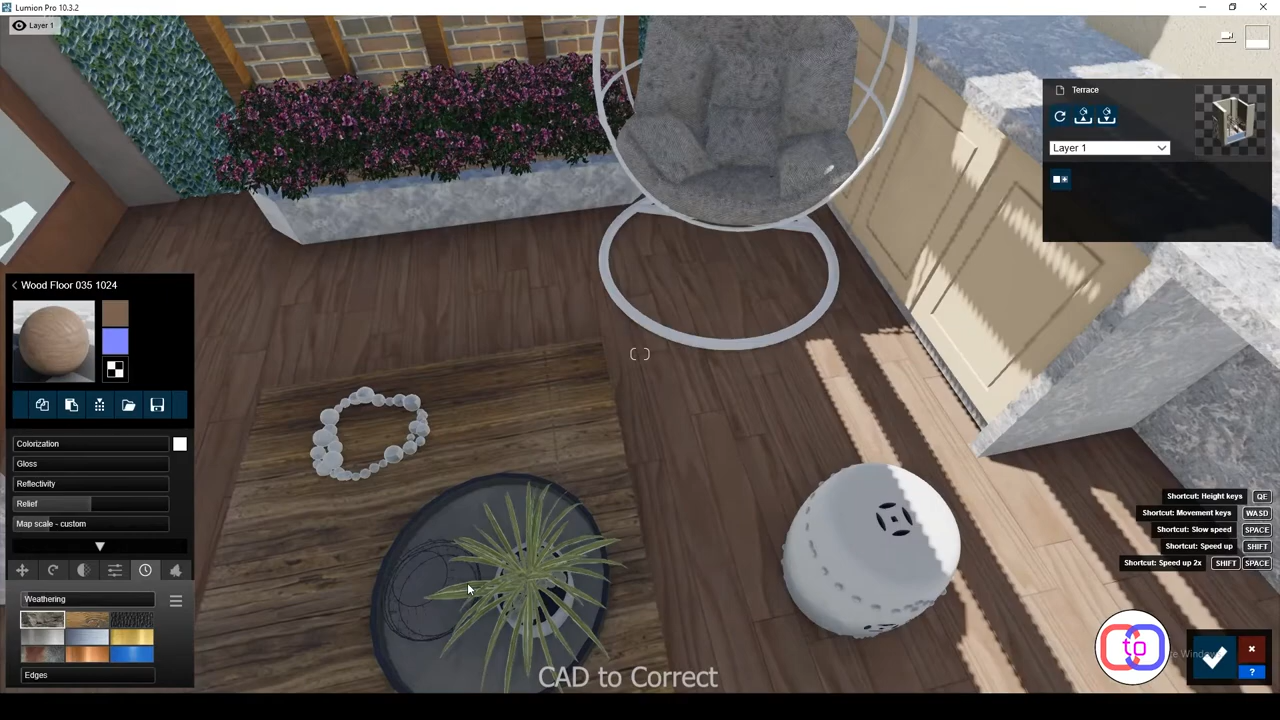 Lumion Pro 10.3.2
Layer 1
Terrace
Layer 1
Wood Floor 035 1024
Colorization
Gloss
Reflectivity
Relief
Map scale - custom
Weathering
Edges
Shortcut: Height keys QE
Shortcut: Movement keys WASD
Shortcut: Slow speed SPACE
Shortcut: Speed up SHIFT
Shortcut: Speed up 2x SHIFT SPACE
to
?
CAD to Correct